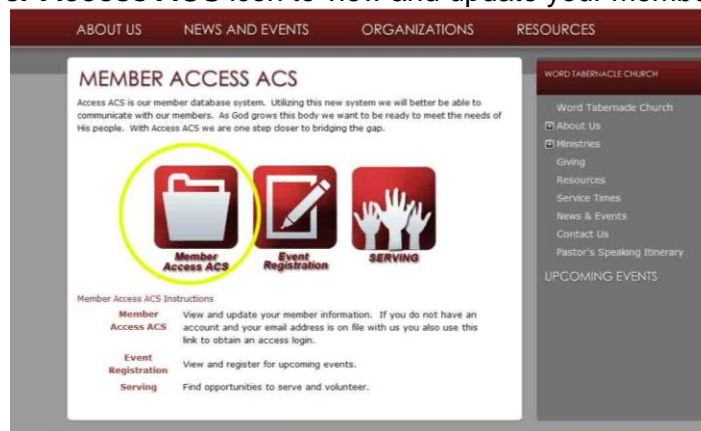 Access ACS icon to view and update your membe
ABOUT US NEWS AND EVENTS ORGANIZATIONS RESOURCES
MEMBER ACCESS ACS
Access ACS is our member database system. Utilizing this new system we will better be able to
communicate with our members. As God grows this body we want to be ready to meet the needs of
His people. With Access ACS we are one step closer to bridging the gap.
Member
Access ACS
Event
Registration
SERVING
Member Access ACS Instructions
Member
Access ACS
View and update your member information. If you do not have an
account and your email address is on file with us you also use this
link to obtain an access login.
Event
Registration
View and register for upcoming events.
Serving
Find opportunities to serve and volunteer.
WORD TABERNACLE CHURCH
Word Tabernacle Church
About Us
Ministries
Giving
Resources
Service Times
News & Events
Contact Us
Pastor's Speaking Itinerary
UPCOMING EVENTS